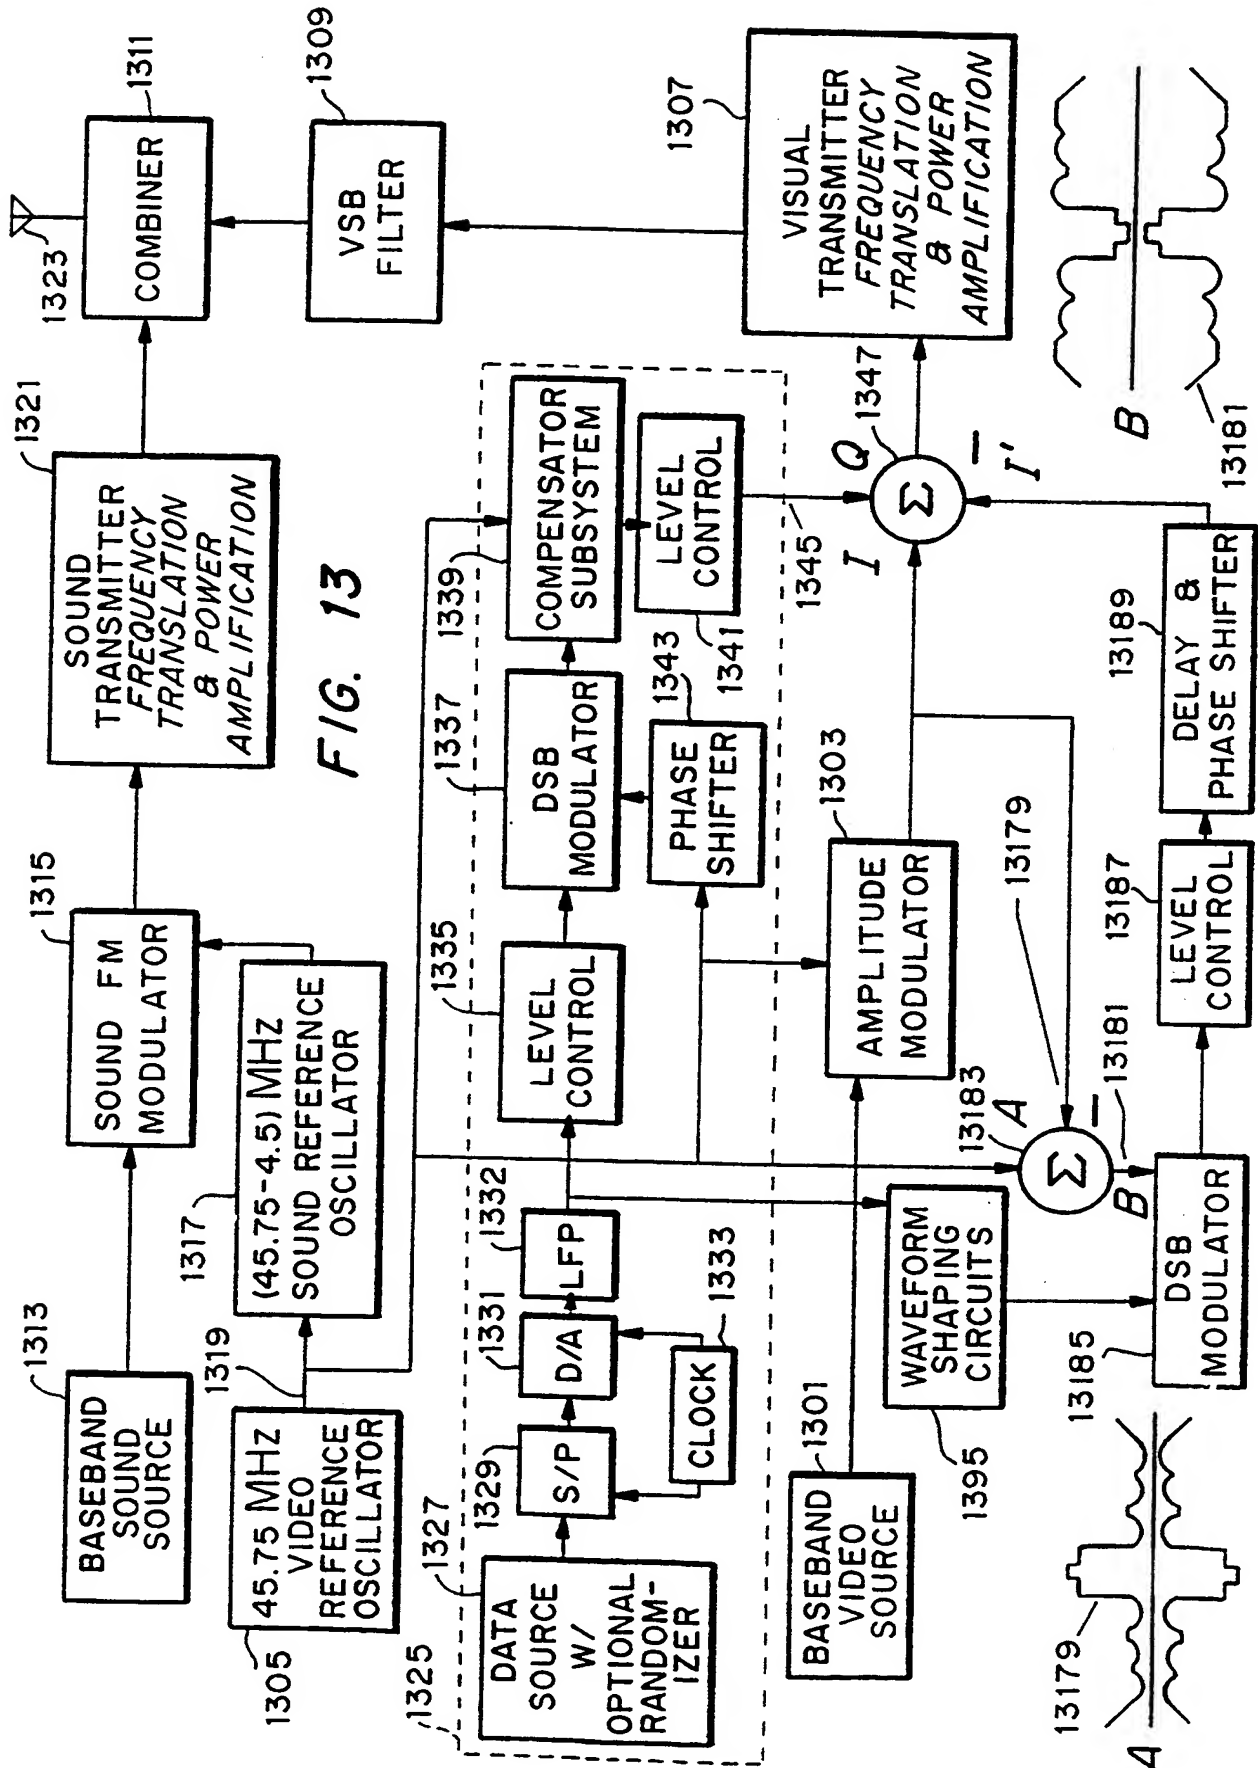 1313
BASEBAND
SOUND
SOURCE
1315
SOUND FM
MODULATOR
1321
SOUND
TRANSMITTER
FREQUENCY
TRANSLATION
& POWER
AMPLIFICATION
1323
COMBINER
1311
1319
45.75 MHZ
VIDEO
REFERENCE
OSCILLATOR
1305
1317
(45.75-4.5) MHZ
SOUND REFERENCE
OSCILLATOR
FIG. 13
VSB
FILTER
1309
1325
1327
DATA
SOURCE
W/
OPTIONAL
RANDOM-
IZER
1329
S/P
1331
D/A
1332
LFP
CLOCK
1333
1335
LEVEL
CONTROL
1337
DSB
MODULATOR
PHASE
SHIFTER
1343
1339
COMPENSATOR
SUBSYSTEM
LEVEL
CONTROL
1341
1345
1301
BASEBAND
VIDEO
SOURCE
AMPLITUDE
MODULATOR
1303
I
Q
Σ
1347
−
I'
1307
VISUAL
TRANSMITTER
FREQUENCY
TRANSLATION
& POWER
AMPLIFICATION
WAVEFORM
SHAPING
CIRCUITS
1395
13183
A
Σ
−
13179
B
13181
13185
DSB
MODULATOR
13187
LEVEL
CONTROL
13189
DELAY &
PHASE SHIFTER
13179
A
B
13181